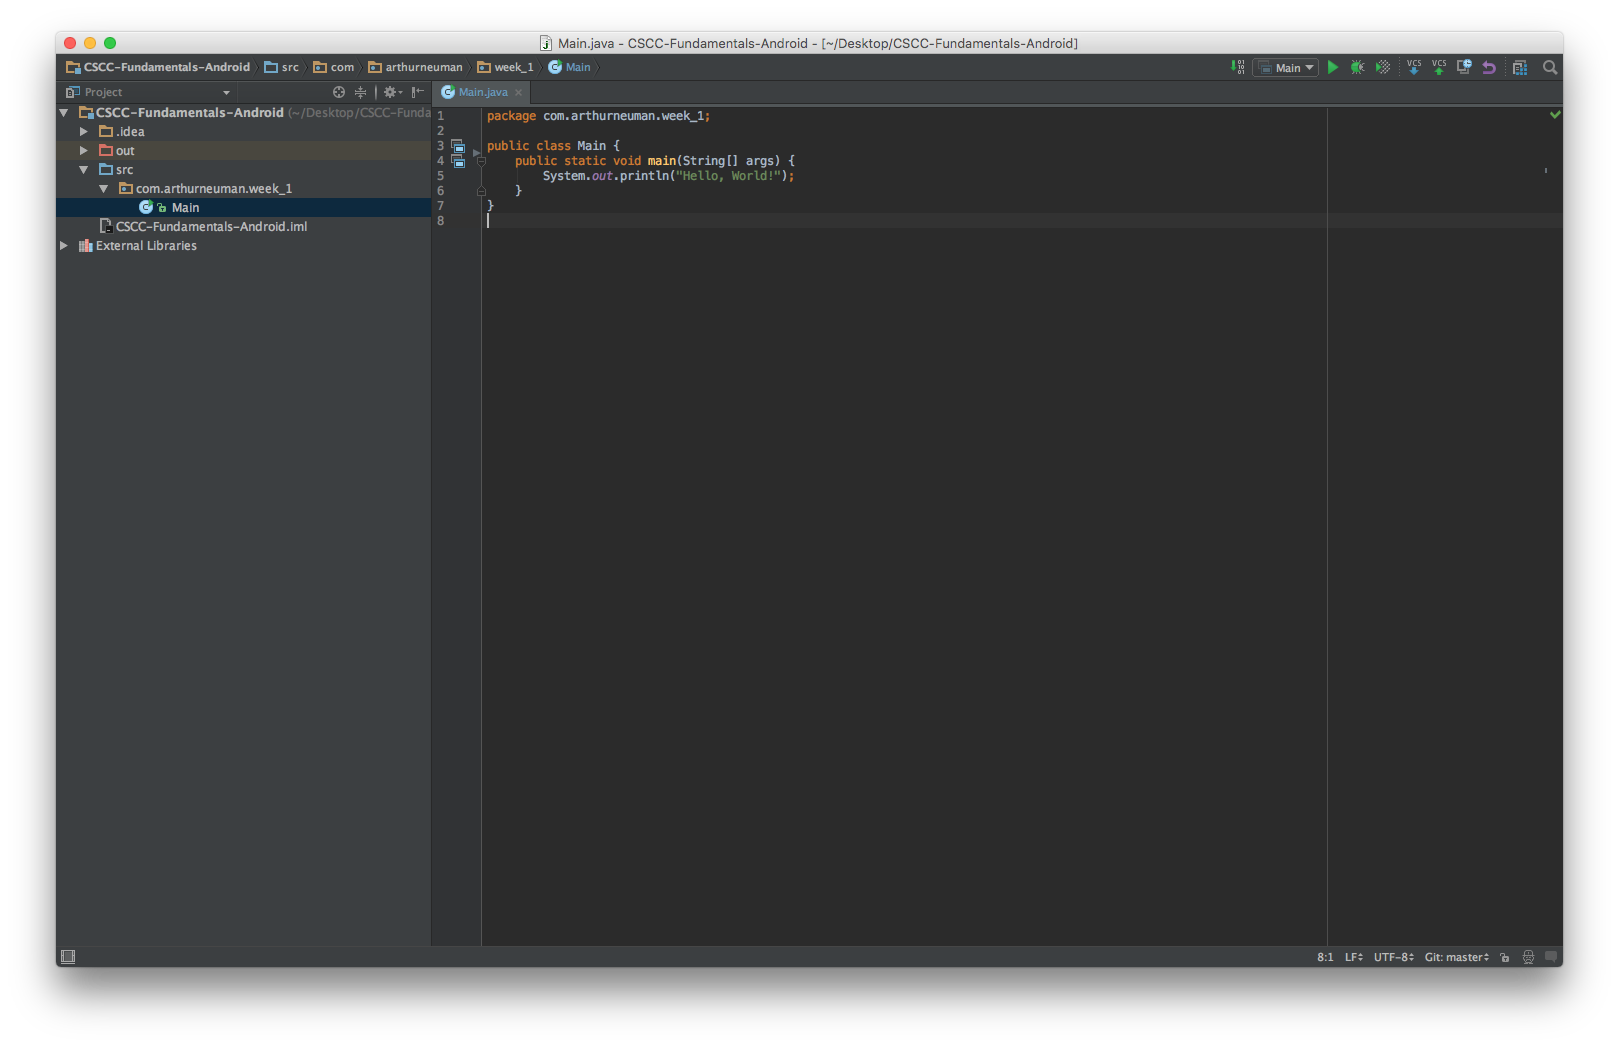 Main.java - CSCC-Fundamentals-Android - [~/Desktop/CSCC-Fundamentals-Android]
CSCC-Fundamentals-Android src com arthurneuman week_1 Main
Main VCS VCS
Project
Main.java
CSCC-Fundamentals-Android (~/Desktop/CSCC-Funda
.idea
out
src
com.arthurneuman.week_1
Main
CSCC-Fundamentals-Android.iml
External Libraries
1 package com.arthurneuman.week_1;
2
3 public class Main {
4 public static void main(String[] args) {
5 System.out.println("Hello, World!");
6 }
7 }
8
8:1 LF UTF-8 Git: master